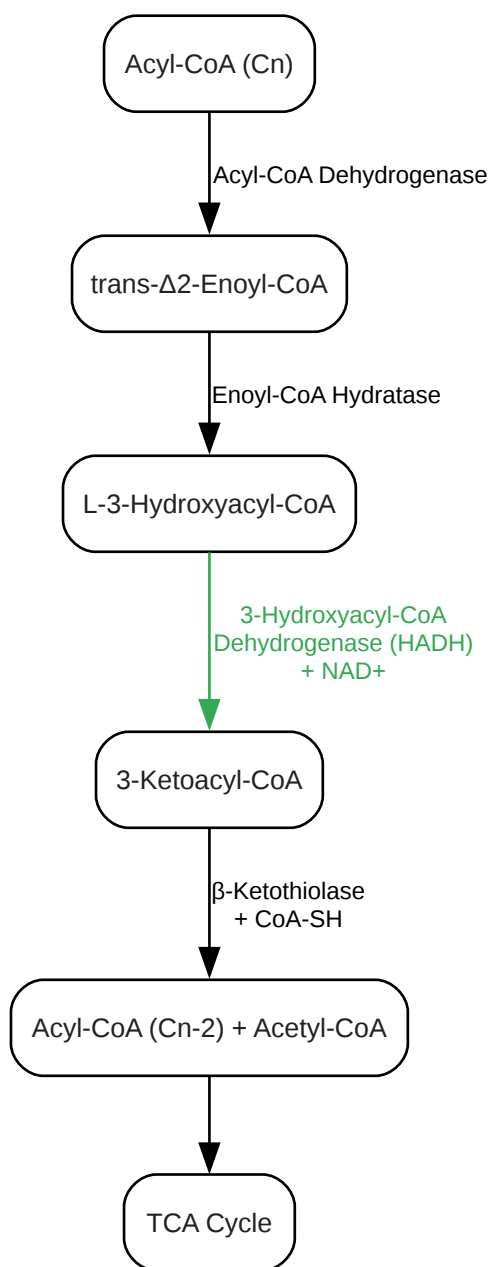 Acyl-CoA (Cn)
Acyl-CoA Dehydrogenase
trans-Δ2-Enoyl-CoA
Enoyl-CoA Hydratase
L-3-Hydroxyacyl-CoA
3-Hydroxyacyl-CoA
Dehydrogenase (HADH)
+ NAD+
3-Ketoacyl-CoA
β-Ketothiolase
+ CoA-SH
Acyl-CoA (Cn-2) + Acetyl-CoA
TCA Cycle